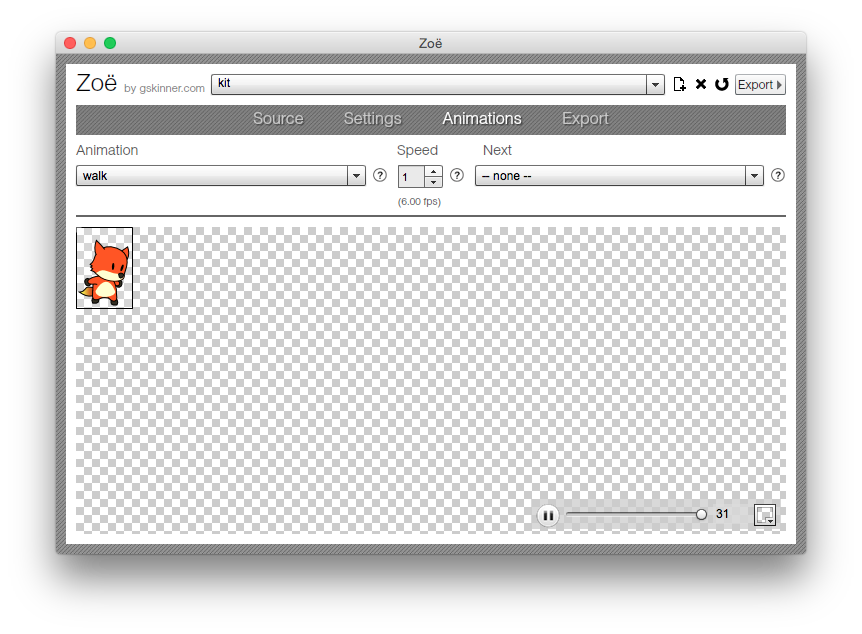 Zoë
Zoë by gskinner.com kit Export
Source Settings Animations Export
Animation Speed Next
walk ? 1 ? -- none -- ?
(6.00 fps)
31